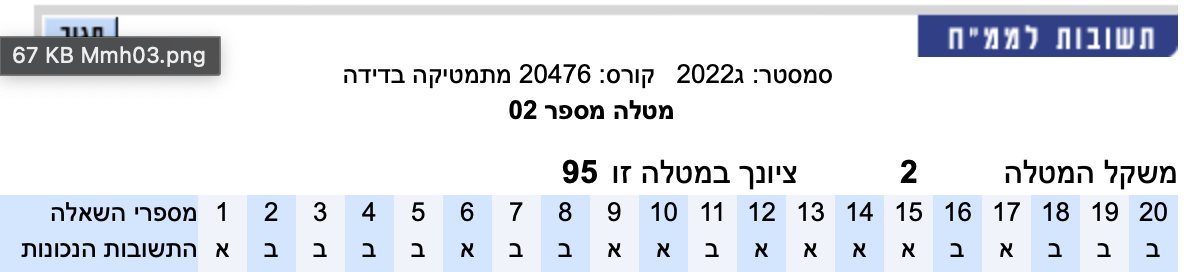 תשובות לממ"ח
67 KB Mmh03.png
סמסטר: ג2022 קורס: 20476 מתמטיקה בדידה
מטלה מספר 02
משקל המטלה 2 ציונך במטלה זו 95
מספרי השאלה 1 2 3 4 5 6 7 8 9 10 11 12 13 14 15 16 17 18 19 20
התשובות הנכונות א ב ב ב ב א ב ב א א ב א א א א ב א ב ב ב